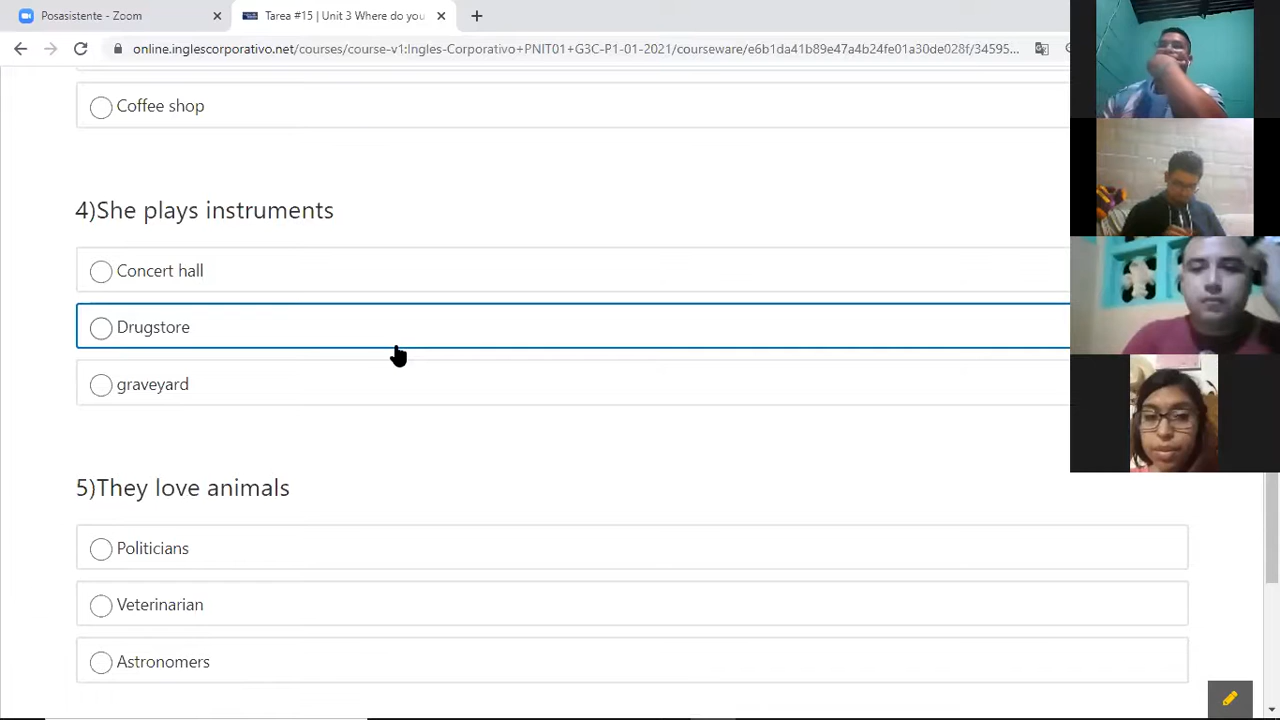 Posasistente - Zoom
Tarea #15 | Unit 3 Where do you
online.inglescorporativo.net/courses/course-v1:Ingles-Corporativo+PNIT01+G3C-P1-01-2021/courseware/e6b1da41b89e47a4b24fe01a30de028f/34595...
Coffee shop
4)She plays instruments
Concert hall
Drugstore
graveyard
5)They love animals
Politicians
Veterinarian
Astronomers